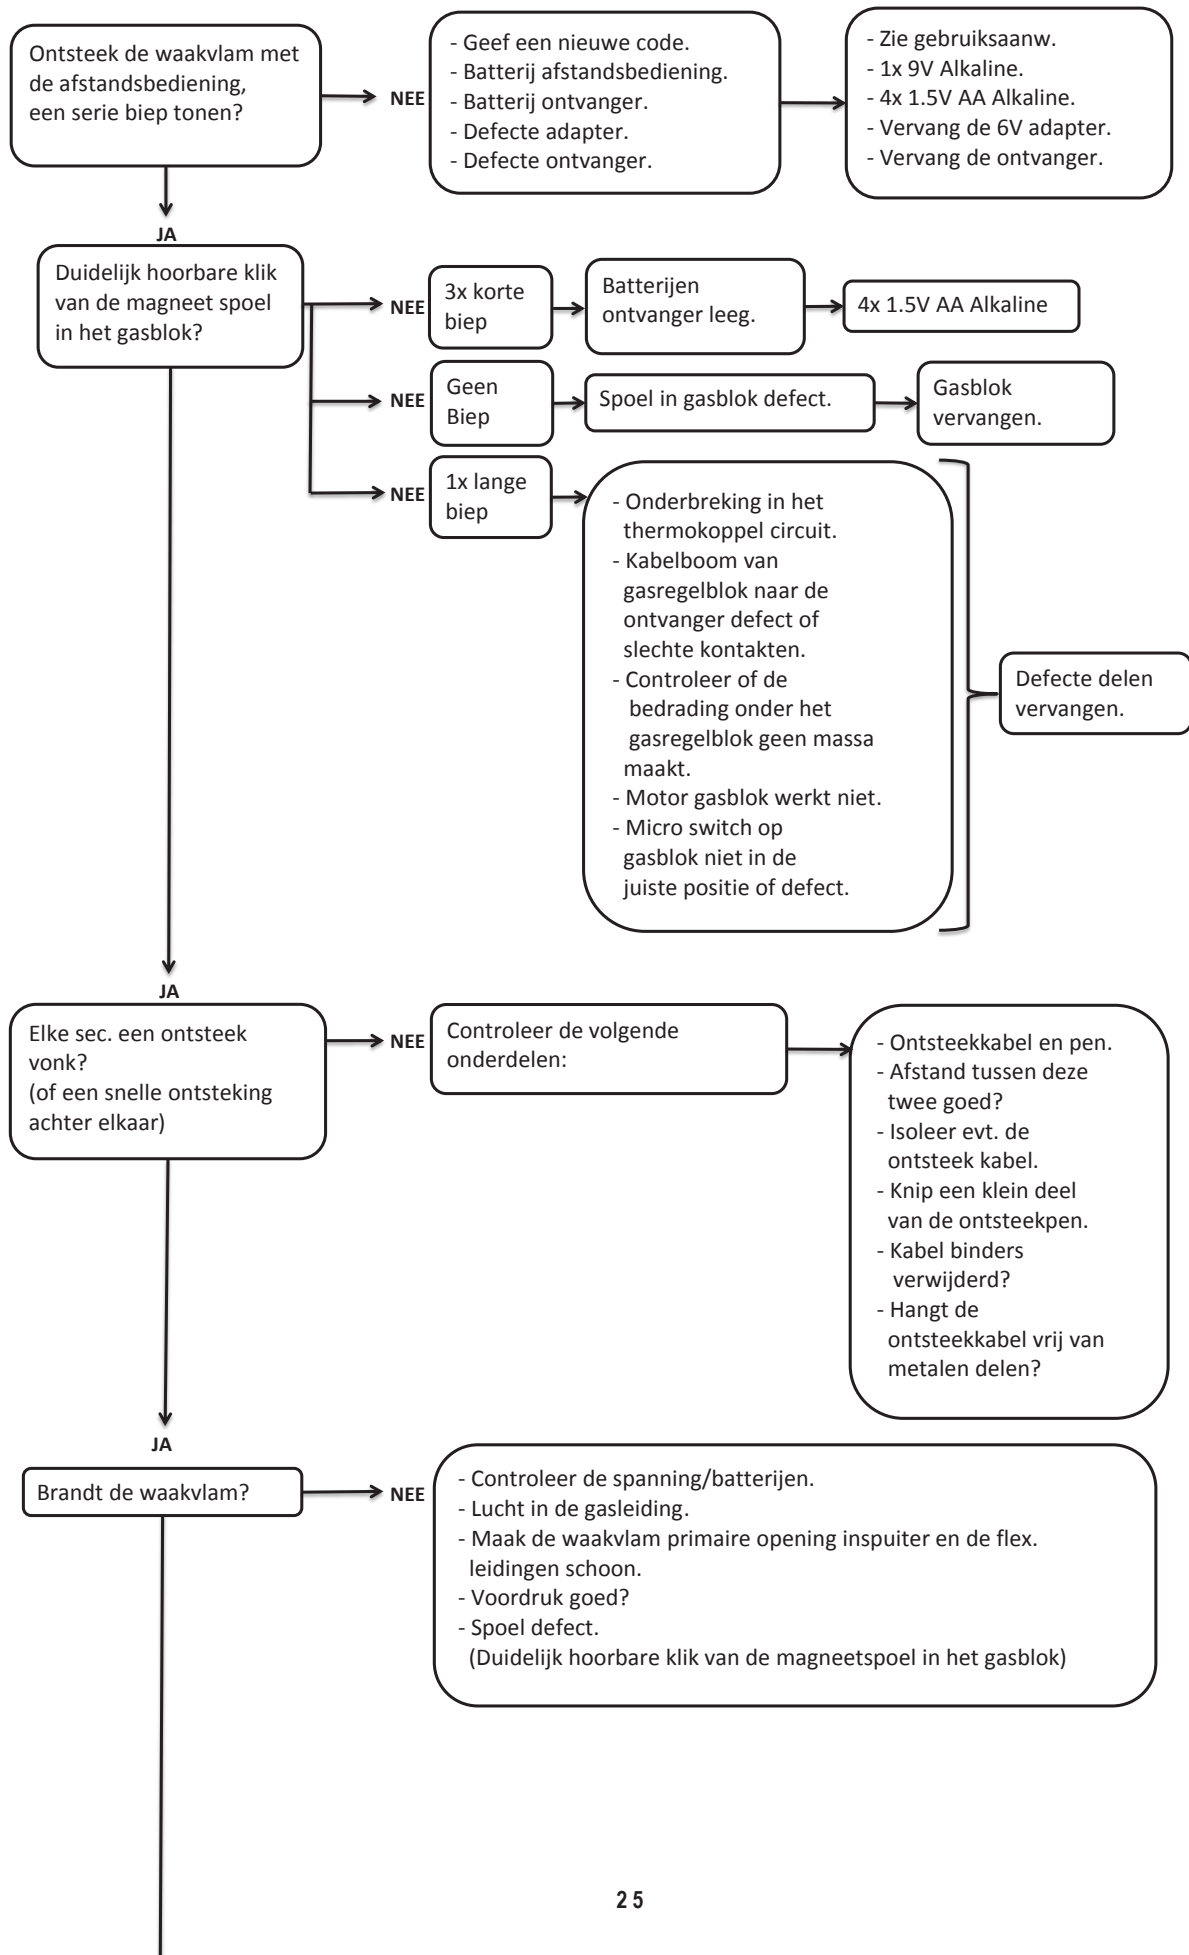 Ontsteek de waakvlam met
de afstandsbediening,
een serie biep tonen?
NEE
- Geef een nieuwe code.
- Batterij afstandsbediening.
- Batterij ontvanger.
- Defecte adapter.
- Defecte ontvanger.
- Zie gebruiksaanw.
- 1x 9V Alkaline.
- 4x 1.5V AA Alkaline.
- Vervang de 6V adapter.
- Vervang de ontvanger.
JA
Duidelijk hoorbare klik
van de magneet spoel
in het gasblok?
NEE
3x korte
biep
Batterijen
ontvanger leeg.
4x 1.5V AA Alkaline
NEE
Geen
Biep
Spoel in gasblok defect.
Gasblok
vervangen.
NEE
1x lange
biep
- Onderbreking in het
thermokoppel circuit.
- Kabelboom van
gasregelblok naar de
ontvanger defect of
slechte kontakten.
- Controleer of de
bedrading onder het
gasregelblok geen massa
maakt.
- Motor gasblok werkt niet.
- Micro switch op
gasblok niet in de
juiste positie of defect.
Defecte delen
vervangen.
JA
Elke sec. een ontsteek
vonk?
(of een snelle ontsteking
achter elkaar)
NEE
Controleer de volgende
onderdelen:
- Ontsteekkabel en pen.
- Afstand tussen deze
twee goed?
- Isoleer evt. de
ontsteek kabel.
- Knip een klein deel
van de ontsteekpen.
- Kabel binders
verwijderd?
- Hangt de
ontsteekkabel vrij van
metalen delen?
JA
Brandt de waakvlam?
NEE
- Controleer de spanning/batterijen.
- Lucht in de gasleiding.
- Maak de waakvlam primaire opening inspuiter en de flex.
leidingen schoon.
- Voordruk goed?
- Spoel defect.
(Duidelijk hoorbare klik van de magneetspoel in het gasblok)
25